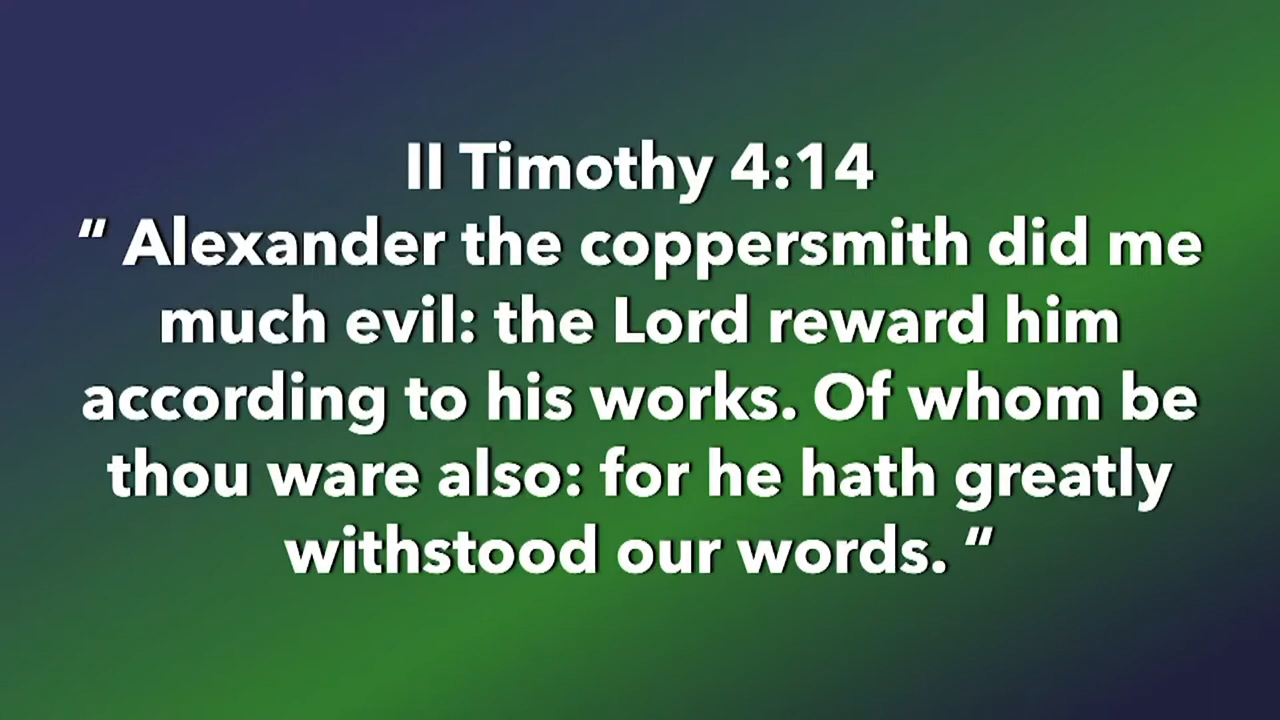 II Timothy 4:14
“ Alexander the coppersmith did me
much evil: the Lord reward him
according to his works. Of whom be
thou ware also: for he hath greatly
withstood our words. ”